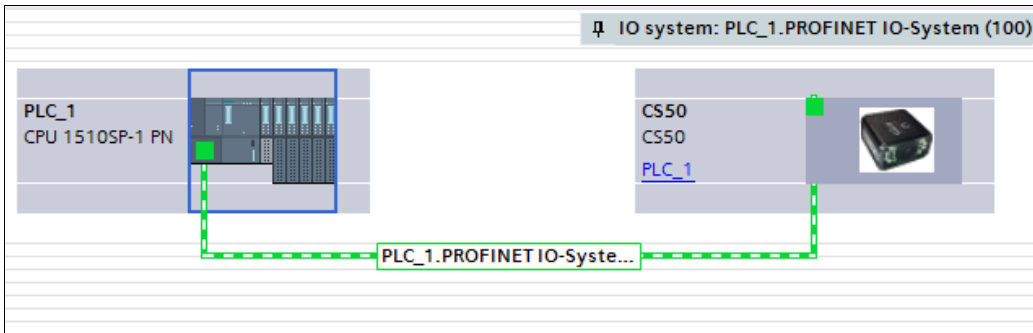 IO system: PLC_1.PROFINET IO-System (100)
PLC_1
CPU 1510SP-1 PN
CS50
CS50
PLC_1
PLC_1.PROFINET IO-Syste...